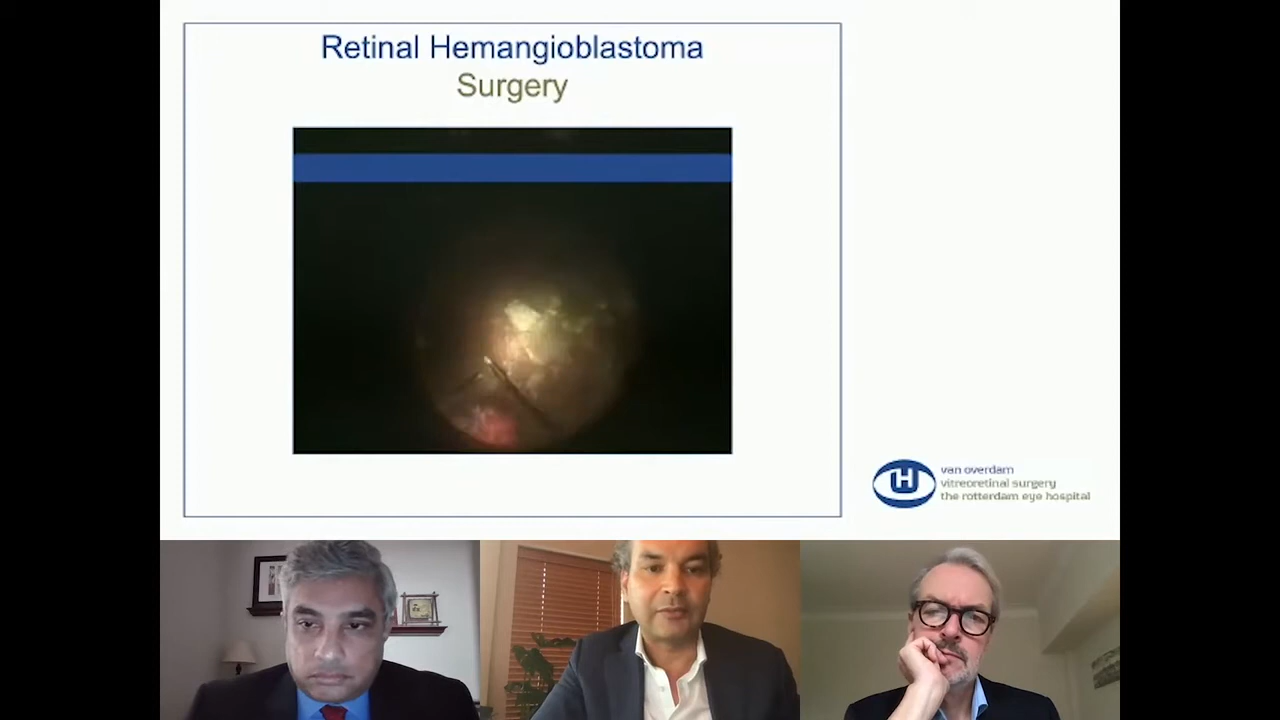 Retinal Hemangioblastoma
Surgery
H
van overdam
vitreoretinal surgery
the rotterdam eye hospital